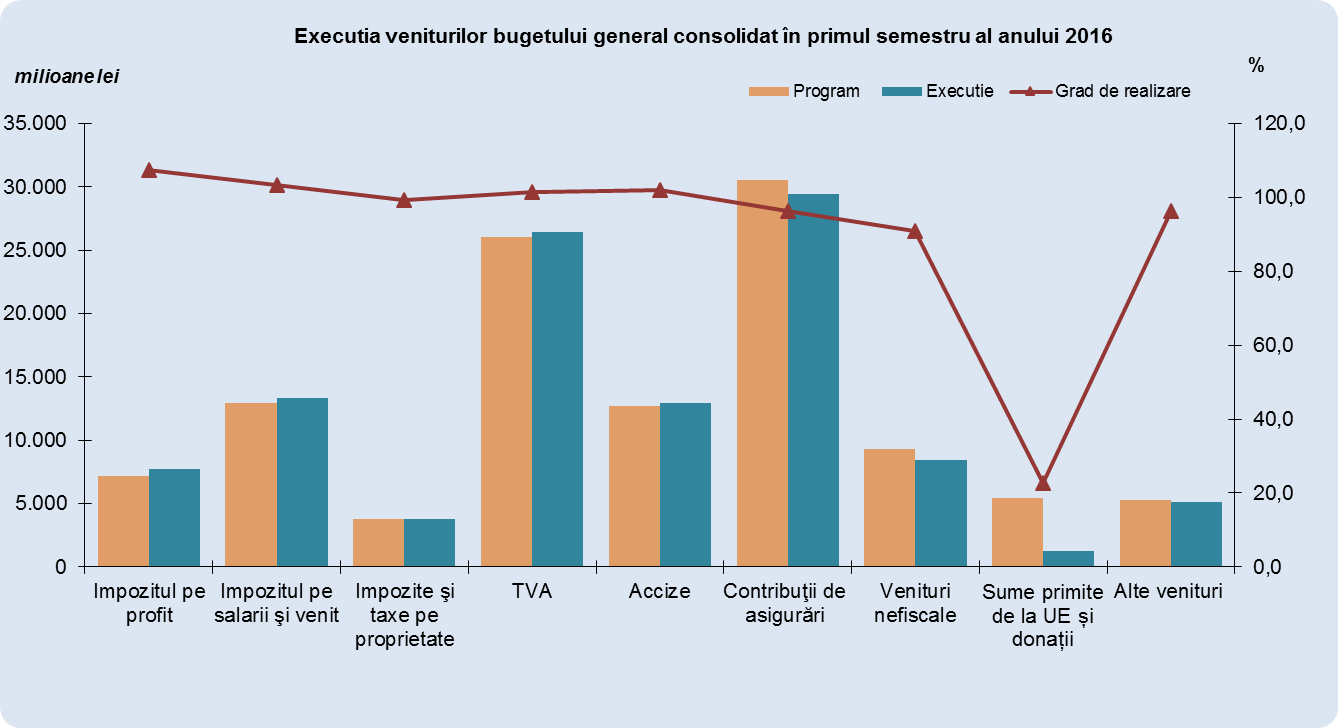 Executia veniturilor bugetului general consolidat în primul semestru al anului 2016
milioane lei
%
Program
Executie
Grad de realizare
35.000
30.000
25.000
20.000
15.000
10.000
5.000
0
120,0
100,0
80,0
60,0
40,0
20,0
0,0
Impozitul pe
profit
Impozitul pe
salarii şi venit
Impozite şi
taxe pe
proprietate
TVA
Accize
Contribuţii de
asigurări
Venituri
nefiscale
Sume primite
de la UE și
donații
Alte venituri